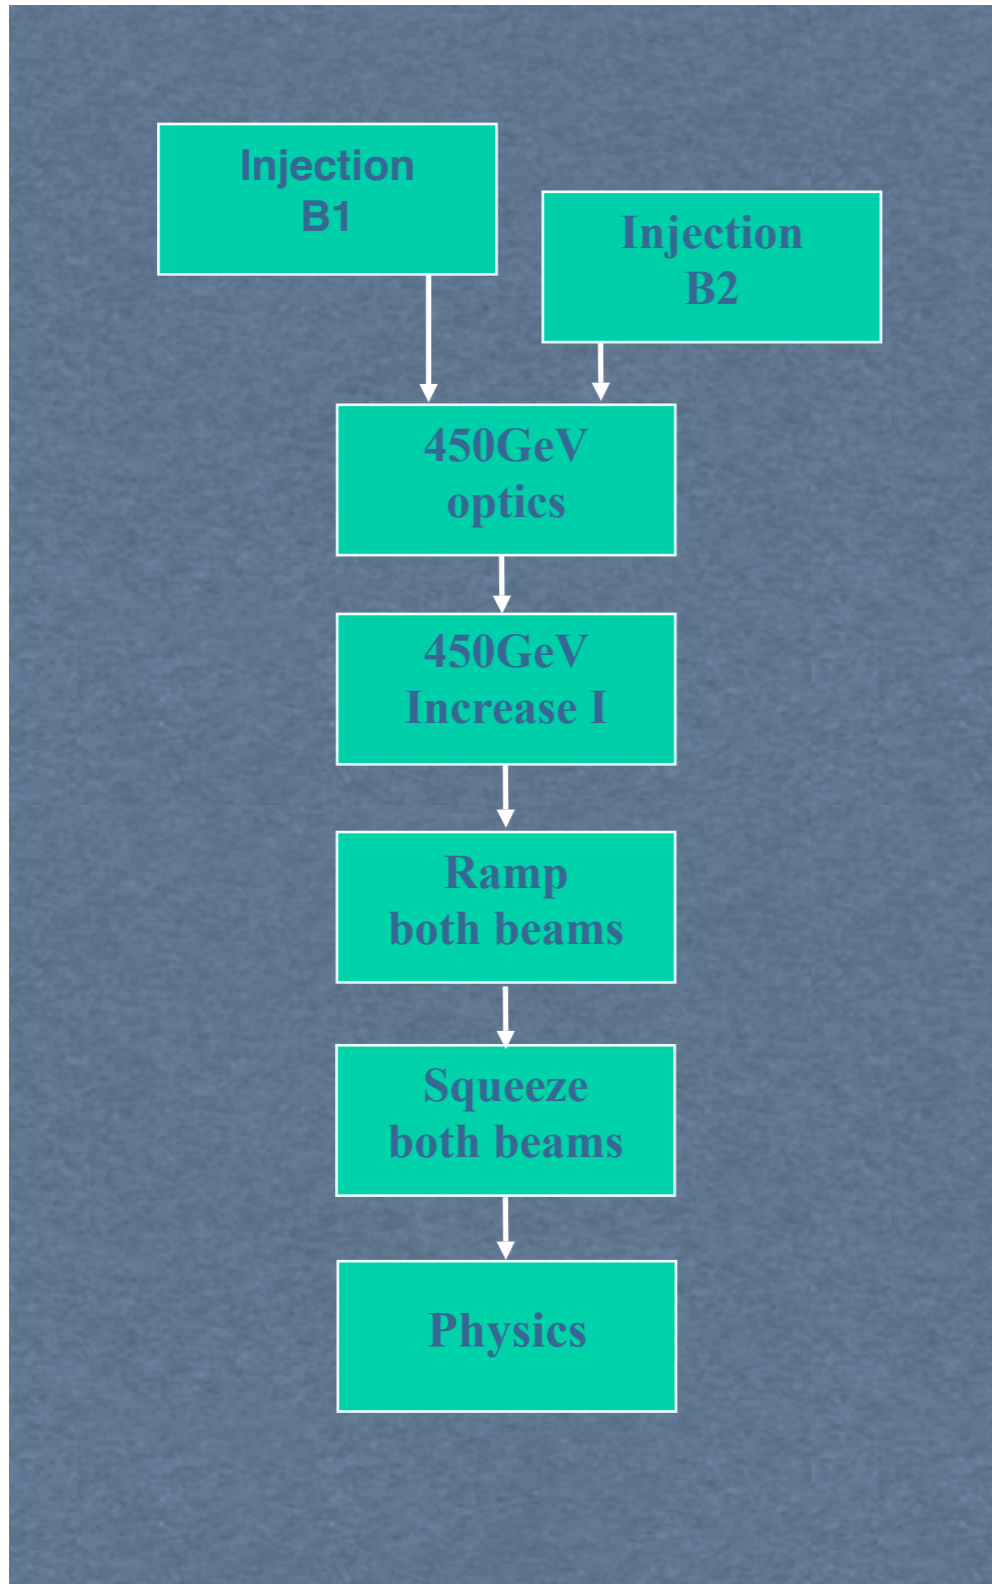 Injection
B1
Injection
B2
450GeV
optics
450GeV
Increase I
Ramp
both beams
Squeeze
both beams
Physics